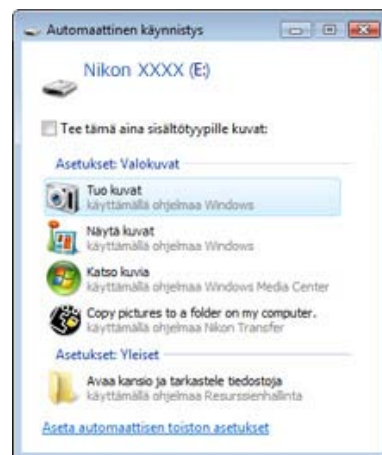 Automaattinen käynnistys
Nikon XXXX (E:)
Tee tämä aina sisältötyypille kuvat:
Asetukset: Valokuvat
Tuo kuvat
käyttämällä ohjelmaa Windows
Näytä kuvat
käyttämällä ohjelmaa Windows
Katso kuvia
käyttämällä ohjelmaa Windows Media Center
Copy pictures to a folder on my computer.
käyttämällä ohjelmaa Nikon Transfer
Asetukset: Yleiset
Avaa kansio ja tarkastele tiedostoja
käyttämällä ohjelmaa Resurssienhallinta
Aseta automaattisen toiston asetukset